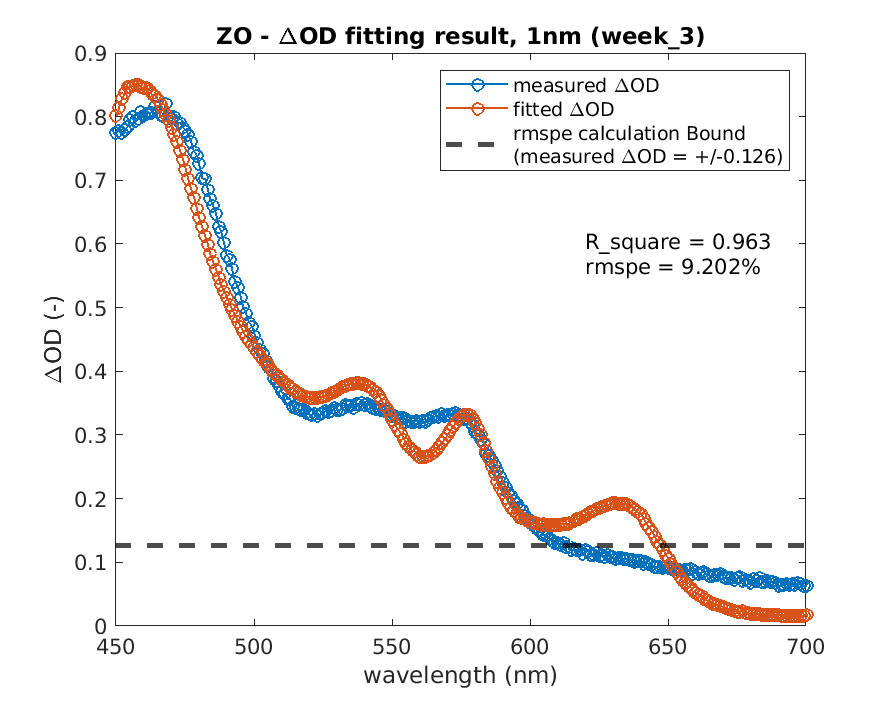 ZO - ΔOD fitting result, 1nm (week_3)
measured ΔOD
fitted ΔOD
rmspe calculation Bound
(measured ΔOD = +/-0.126)
R_square = 0.963
rmspe = 9.202%
ΔOD (-)
0.9
0.8
0.7
0.6
0.5
0.4
0.3
0.2
0.1
0
450 500 550 600 650 700
wavelength (nm)